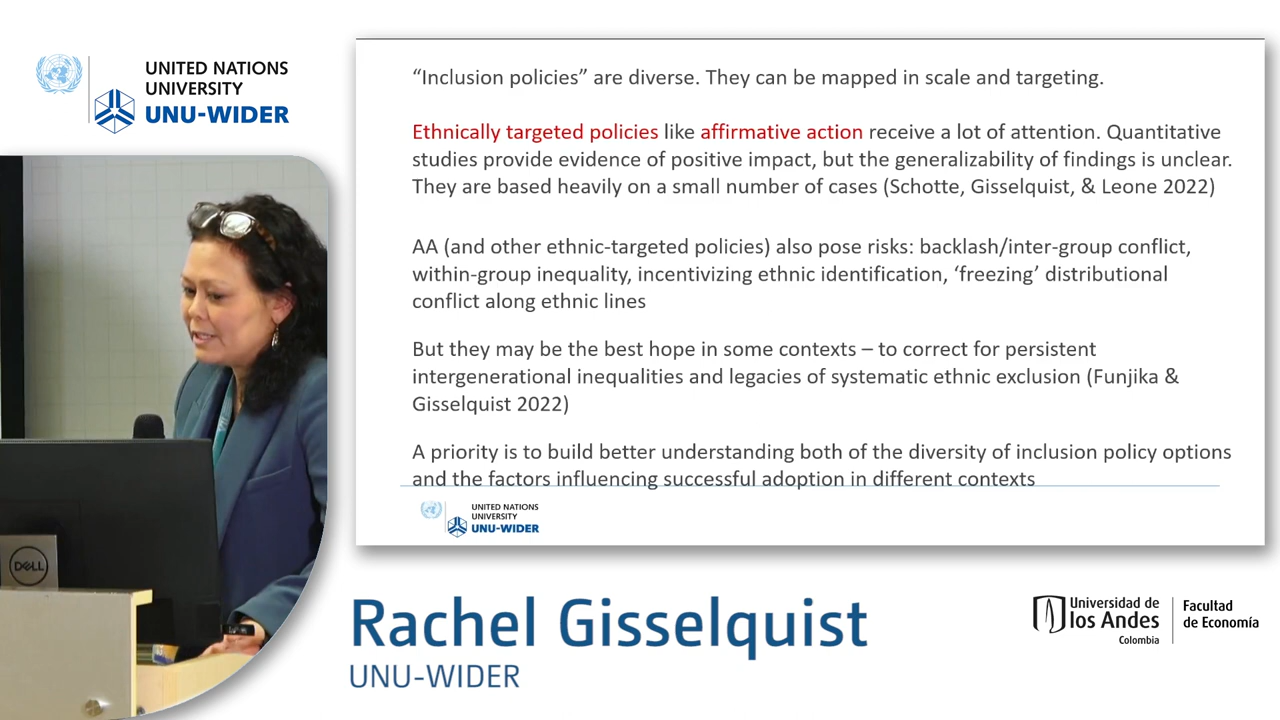 UNITED NATIONS
UNIVERSITY
UNU-WIDER
“Inclusion policies” are diverse. They can be mapped in scale and targeting.
Ethnically targeted policies like affirmative action receive a lot of attention. Quantitative
studies provide evidence of positive impact, but the generalizability of findings is unclear.
They are based heavily on a small number of cases (Schotte, Gisselquist, & Leone 2022)
AA (and other ethnic-targeted policies) also pose risks: backlash/inter-group conflict,
within-group inequality, incentivizing ethnic identification, ‘freezing’ distributional
conflict along ethnic lines
But they may be the best hope in some contexts – to correct for persistent
intergenerational inequalities and legacies of systematic ethnic exclusion (Funjika &
Gisselquist 2022)
A priority is to build better understanding both of the diversity of inclusion policy options
and the factors influencing successful adoption in different contexts
UNITED NATIONS
UNIVERSITY
UNU-WIDER
DELL
Rachel Gisselquist
UNU-WIDER
Universidad de
los Andes
Colombia
Facultad
de Economía